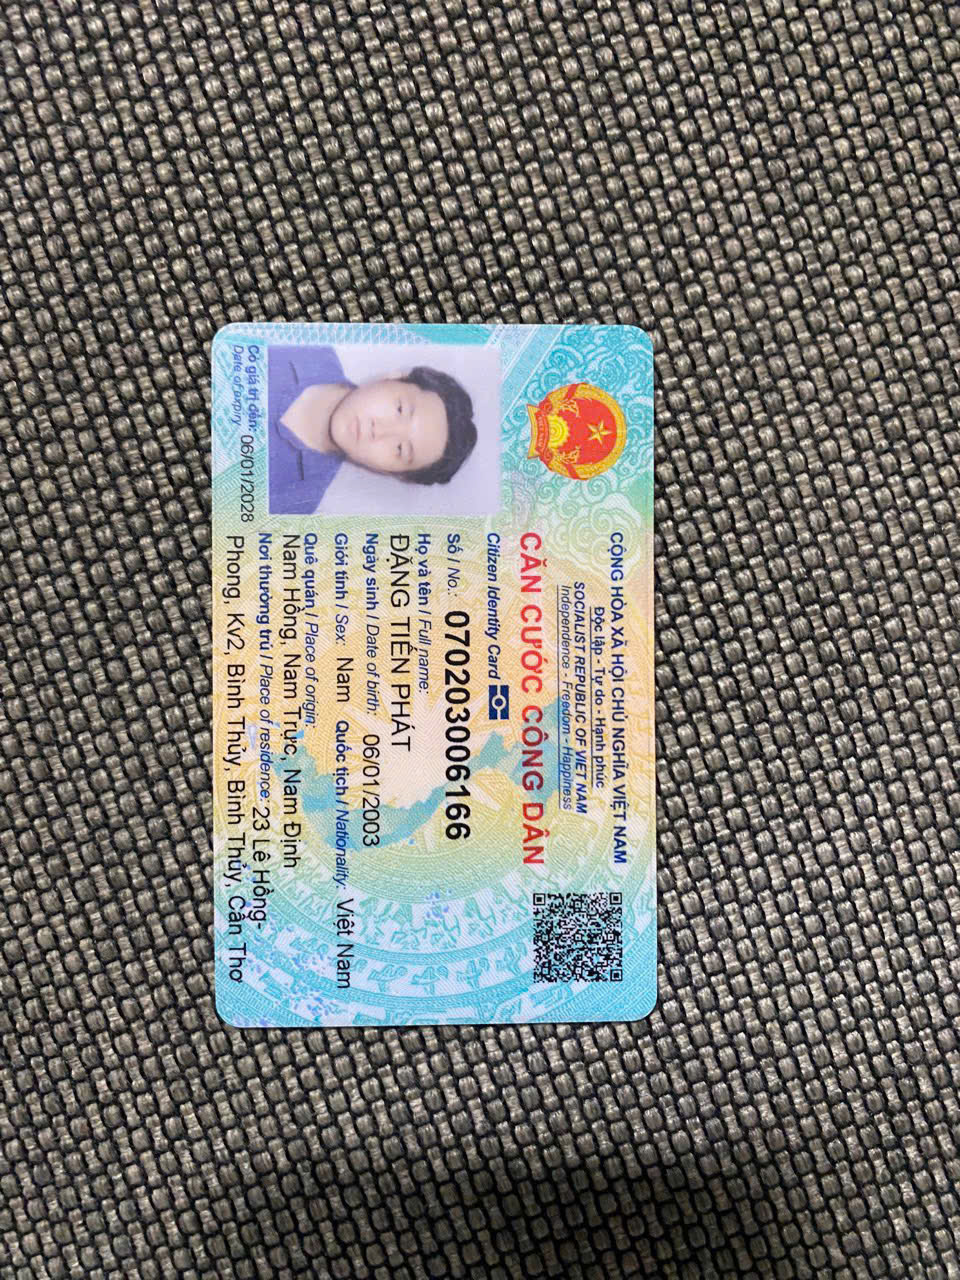 CỘNG HÒA XÃ HỘI CHỦ NGHĨA VIỆT NAM
Độc lập - Tự do - Hạnh phúc
SOCIALIST REPUBLIC OF VIET NAM
Independence - Freedom - Happiness
CĂN CƯỚC CÔNG DÂN
Citizen Identity Card
Số / No.: 070203006166
Họ và tên / Full name:
ĐẶNG TIẾN PHÁT
Ngày sinh / Date of birth: 06/01/2003
Giới tính / Sex: Nam Quốc tịch / Nationality: Việt Nam
Quê quán / Place of origin:
Nam Hồng, Nam Trực, Nam Định
Nơi thường trú / Place of residence: 23 Lê Hồng-
Phong, Kv2, Bình Thủy, Bình Thủy, Cần Thơ
Có giá trị đến: 06/01/2028
Date of expiry